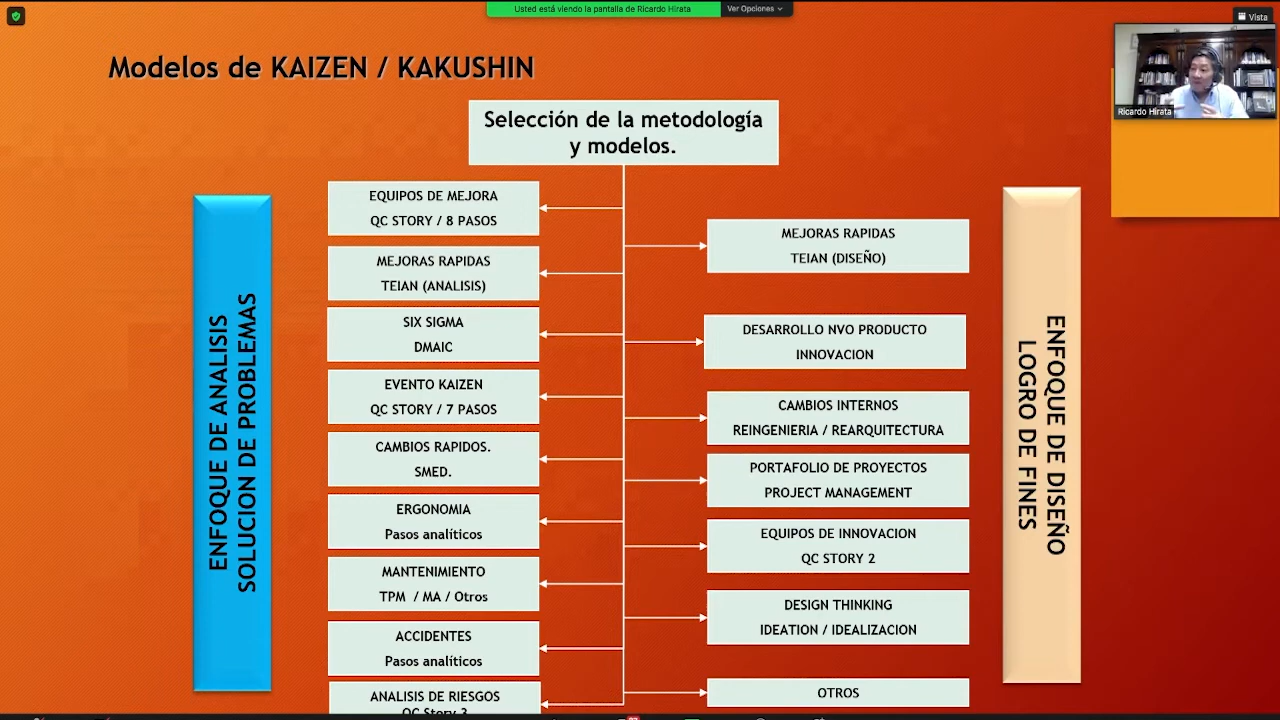 Usted está viendo la pantalla de Ricardo Hirata
Ver Opciones
Vista
Ricardo Hirata
Modelos de KAIZEN / KAKUSHIN
Selección de la metodología
y modelos.
ENFOQUE DE ANALISIS
SOLUCION DE PROBLEMAS
EQUIPOS DE MEJORA
QC STORY / 8 PASOS
MEJORAS RAPIDAS
TEIAN (ANALISIS)
SIX SIGMA
DMAIC
EVENTO KAIZEN
QC STORY / 7 PASOS
CAMBIOS RAPIDOS.
SMED.
ERGONOMIA
Pasos analíticos
MANTENIMIENTO
TPM / MA / Otros
ACCIDENTES
Pasos analíticos
ANALISIS DE RIESGOS
QC Story 3
MEJORAS RAPIDAS
TEIAN (DISEÑO)
DESARROLLO NVO PRODUCTO
INNOVACION
CAMBIOS INTERNOS
REINGENIERIA / REARQUITECTURA
PORTAFOLIO DE PROYECTOS
PROJECT MANAGEMENT
EQUIPOS DE INNOVACION
QC STORY 2
DESIGN THINKING
IDEATION / IDEALIZACION
OTROS
ENFOQUE DE DISEÑO
LOGRO DE FINES